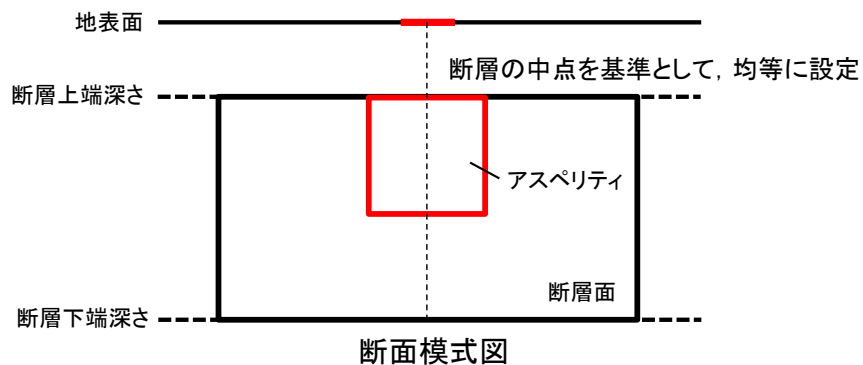 地表面
断層の中点を基準として，均等に設定
断層上端深さ
アスペリティ
断層面
断層下端深さ
断面模式図